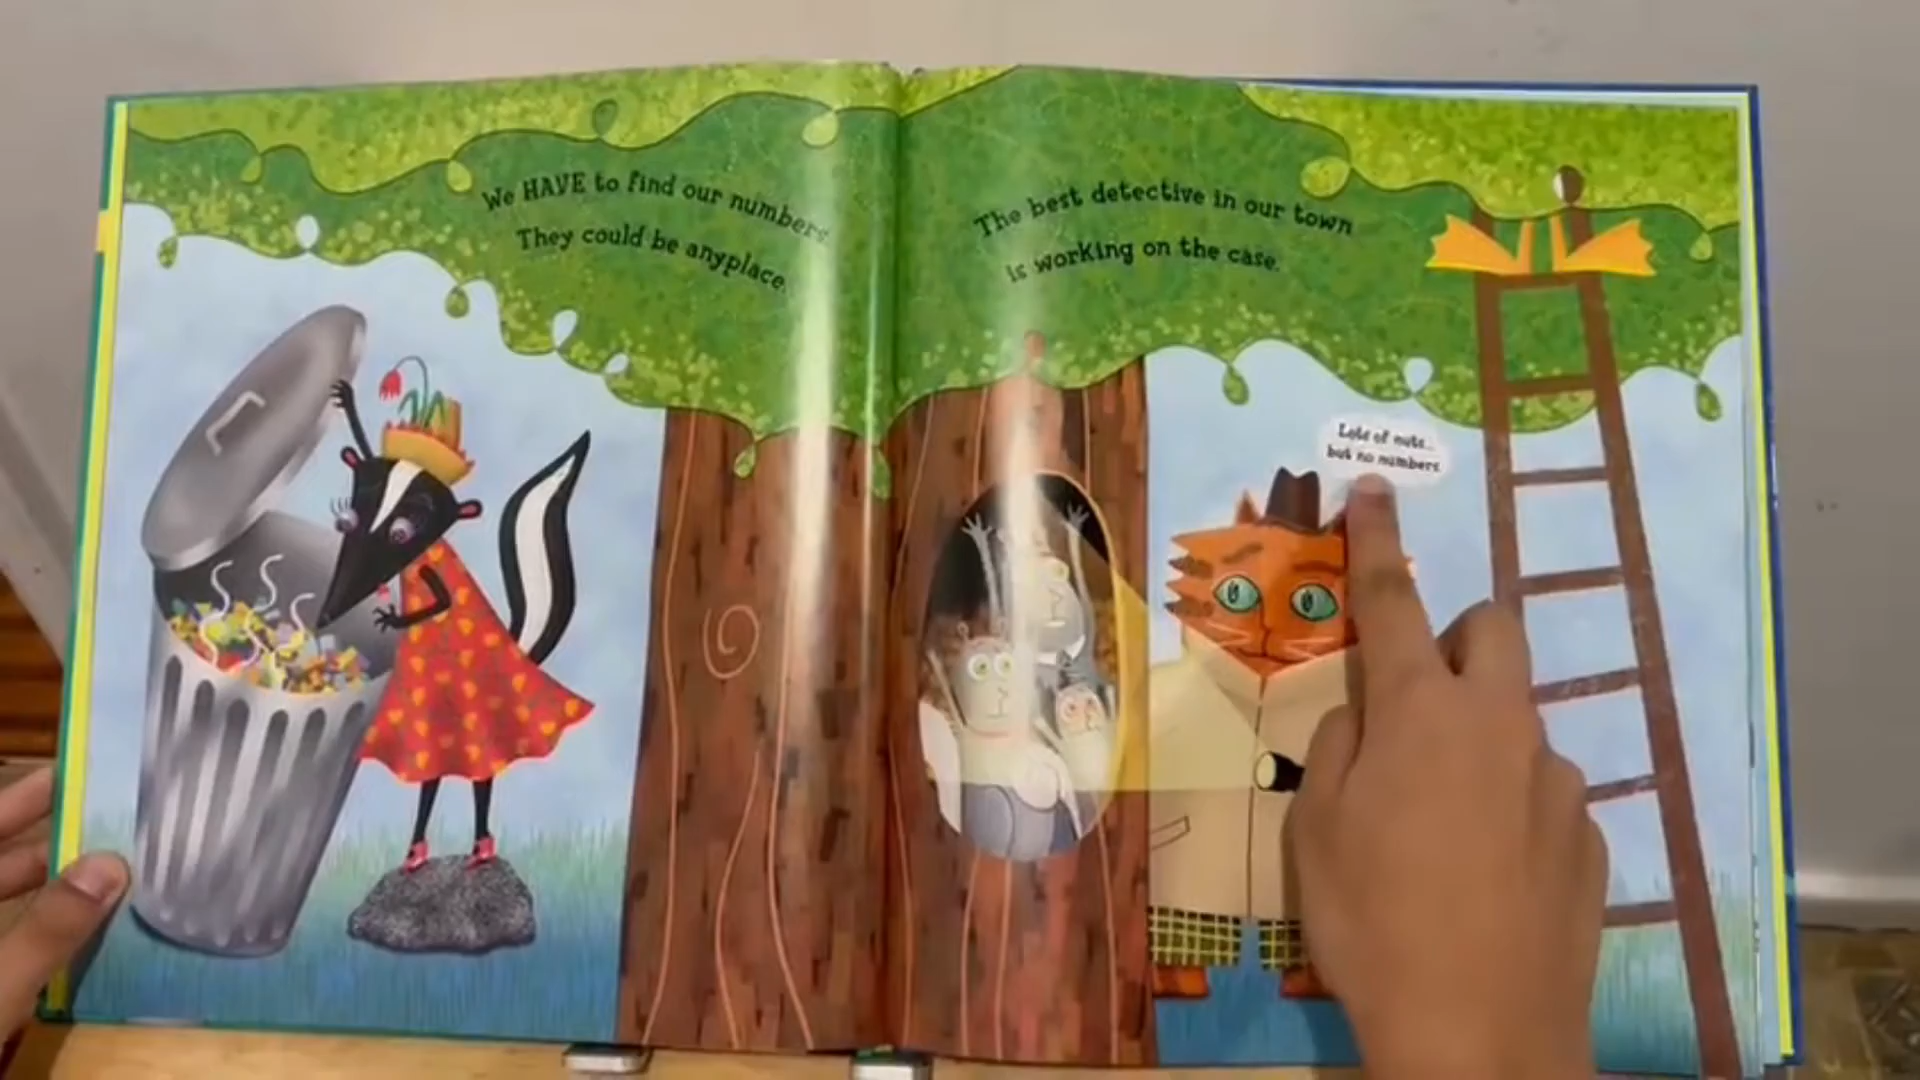 We HAVE to find our numbers.
They could be anyplace.
The best detective in our town
is working on the case.
Lots of nuts...
but no numbers.